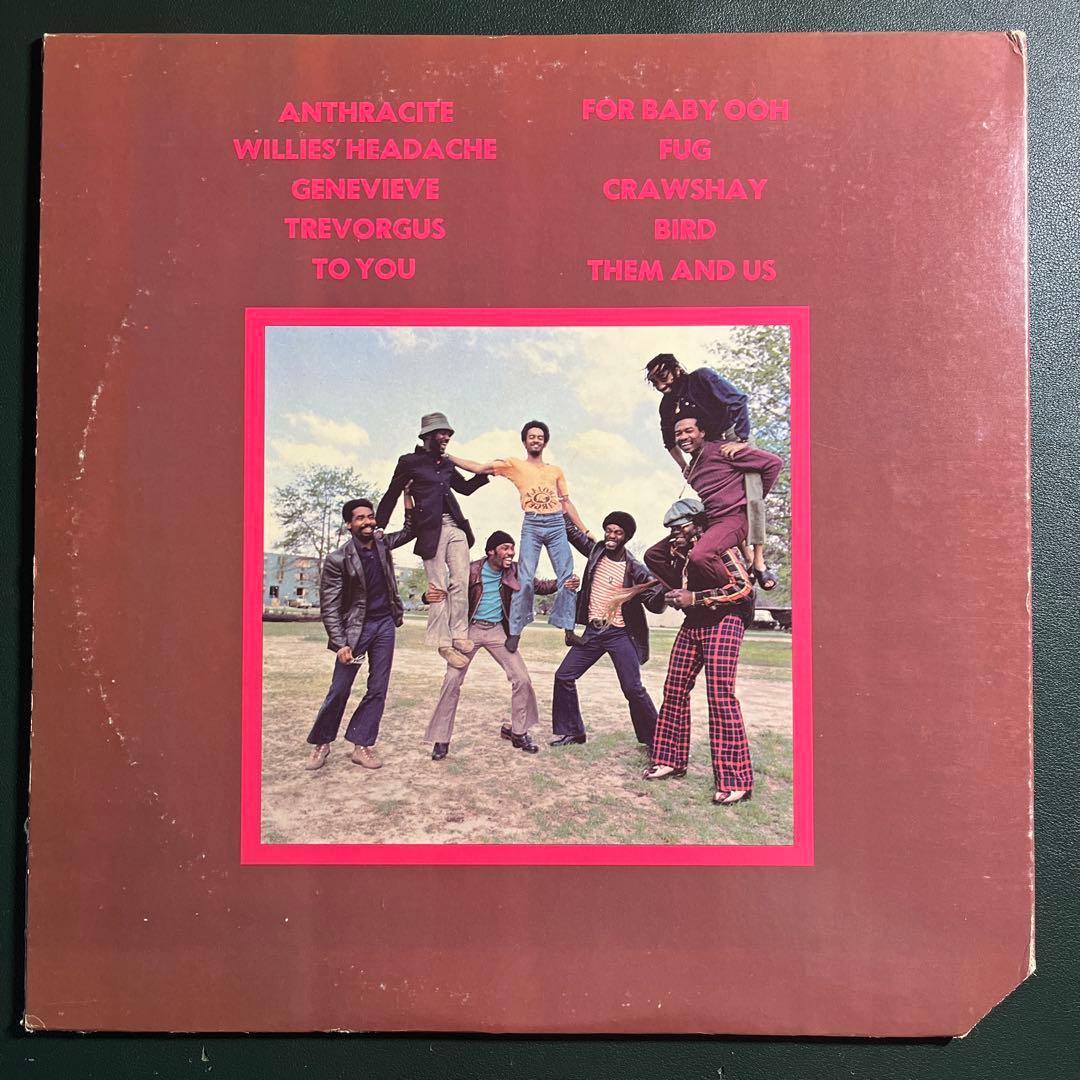 ANTHRACITE
WILLIES' HEADACHE
GENEVIEVE
TREVORGUS
TO YOU
FOR BABY OOH
FUG
CRAWSHAY
BIRD
THEM AND US